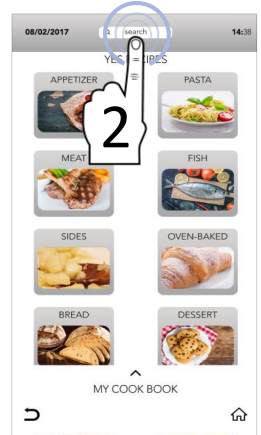 08/02/2017 search 14:38
YES RECIPES
APPETIZER PASTA
2
MEAT FISH
SIDES OVEN-BAKED
BREAD DESSERT
MY COOK BOOK